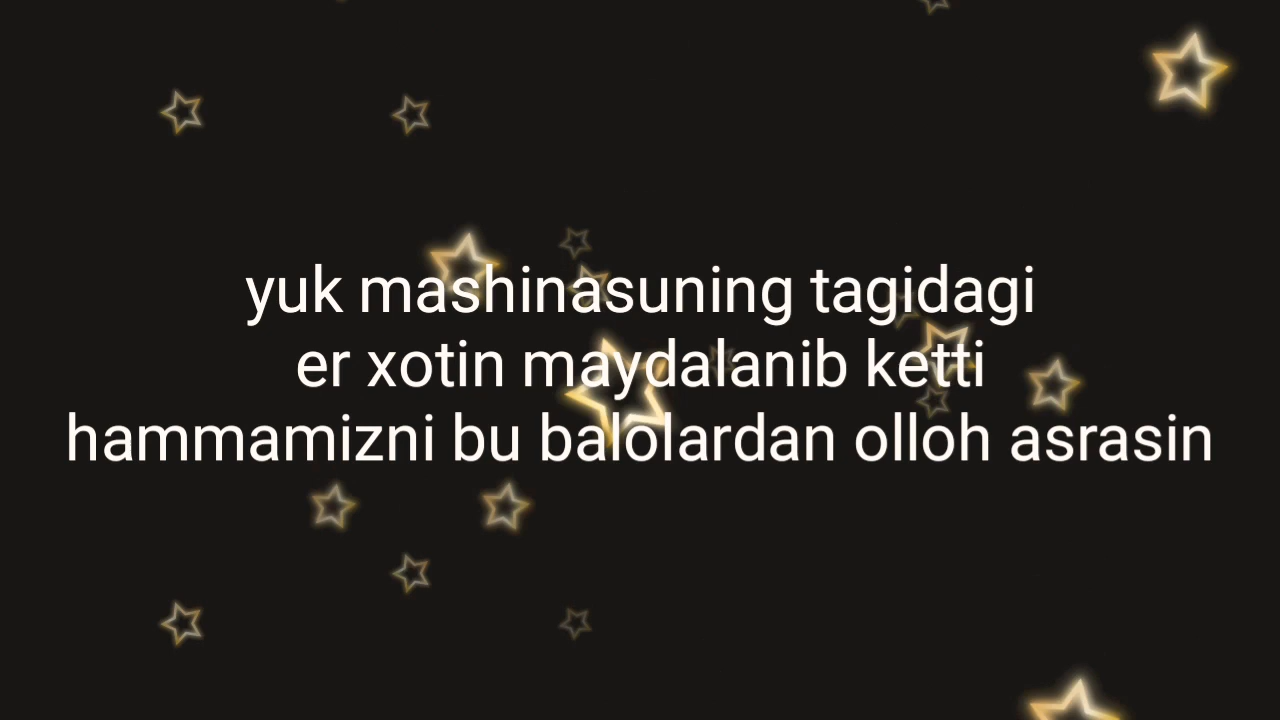 yuk mashinasuning tagidagi
er xotin maydalanib ketti
hammamizni bu balolardan olloh asrasin